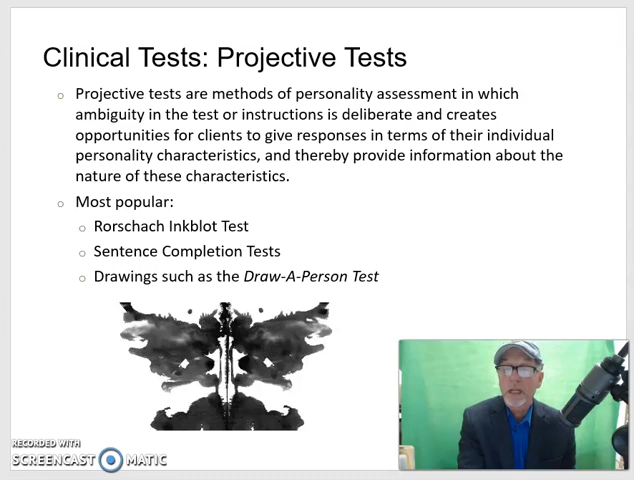 Clinical Tests: Projective Tests
Projective tests are methods of personality assessment in which
ambiguity in the test or instructions is deliberate and creates
opportunities for clients to give responses in terms of their individual
personality characteristics, and thereby provide information about the
nature of these characteristics.
Most popular:
Rorschach Inkblot Test
Sentence Completion Tests
Drawings such as the Draw-A-Person Test
RECORDED WITH
SCREENCAST MATIC